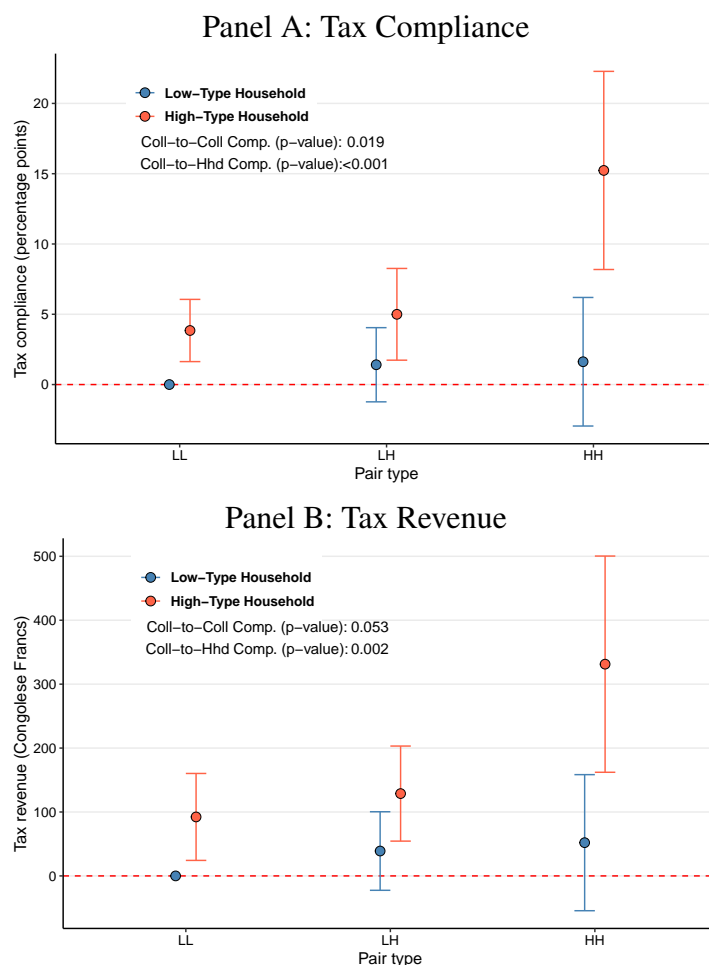 Panel A: Tax Compliance
Tax compliance (percentage points)
20
15
10
5
0
Low−Type Household
High−Type Household
Coll−to−Coll Comp. (p−value): 0.019
Coll−to−Hhd Comp. (p−value):<0.001
LL
LH
HH
Pair type
Panel B: Tax Revenue
Tax revenue (Congolese Francs)
500
400
300
200
100
0
Low−Type Household
High−Type Household
Coll−to−Coll Comp. (p−value): 0.053
Coll−to−Hhd Comp. (p−value): 0.002
LL
LH
HH
Pair type